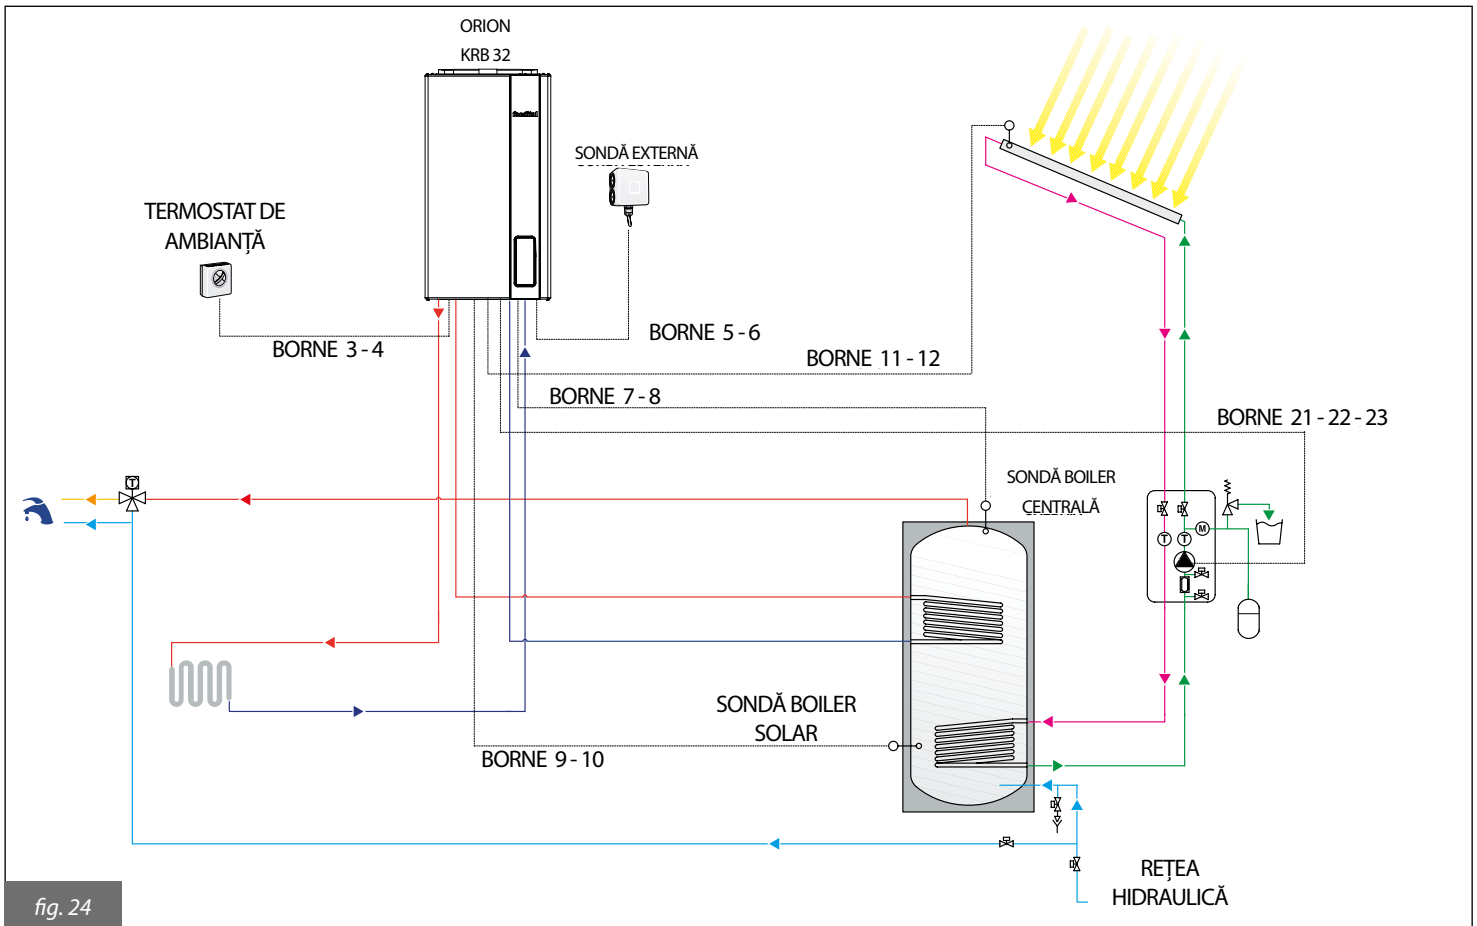 ORION
KRB 32
SONDĂ EXTERNĂ
TERMOSTAT DE
AMBIANȚĂ
BORNE 3 - 4
BORNE 5 - 6
BORNE 11 - 12
BORNE 7 - 8
BORNE 21 - 22 - 23
SONDĂ BOILER
CENTRALĂ
T
M
T
T
SONDĂ BOILER
SOLAR
BORNE 9 - 10
REȚEA
HIDRAULICĂ
fig. 24